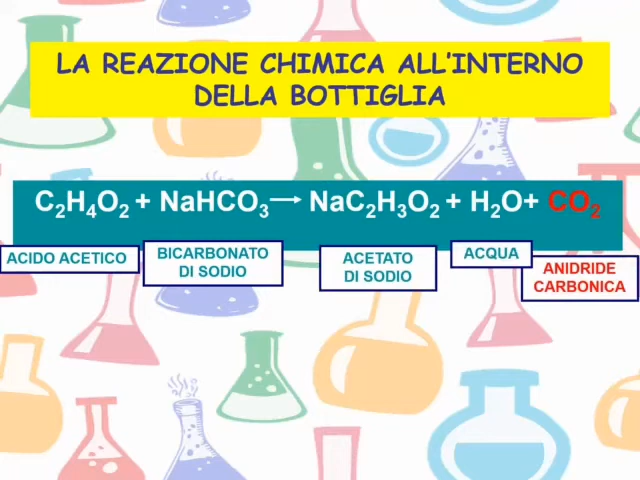 LA REAZIONE CHIMICA ALL'INTERNO
DELLA BOTTIGLIA
C₂H₄O₂ + NaHCO₃ → NaC₂H₃O₂ + H₂O+ CO₂
ACIDO ACETICO
BICARBONATO
DI SODIO
ACETATO
DI SODIO
ACQUA
ANIDRIDE
CARBONICA